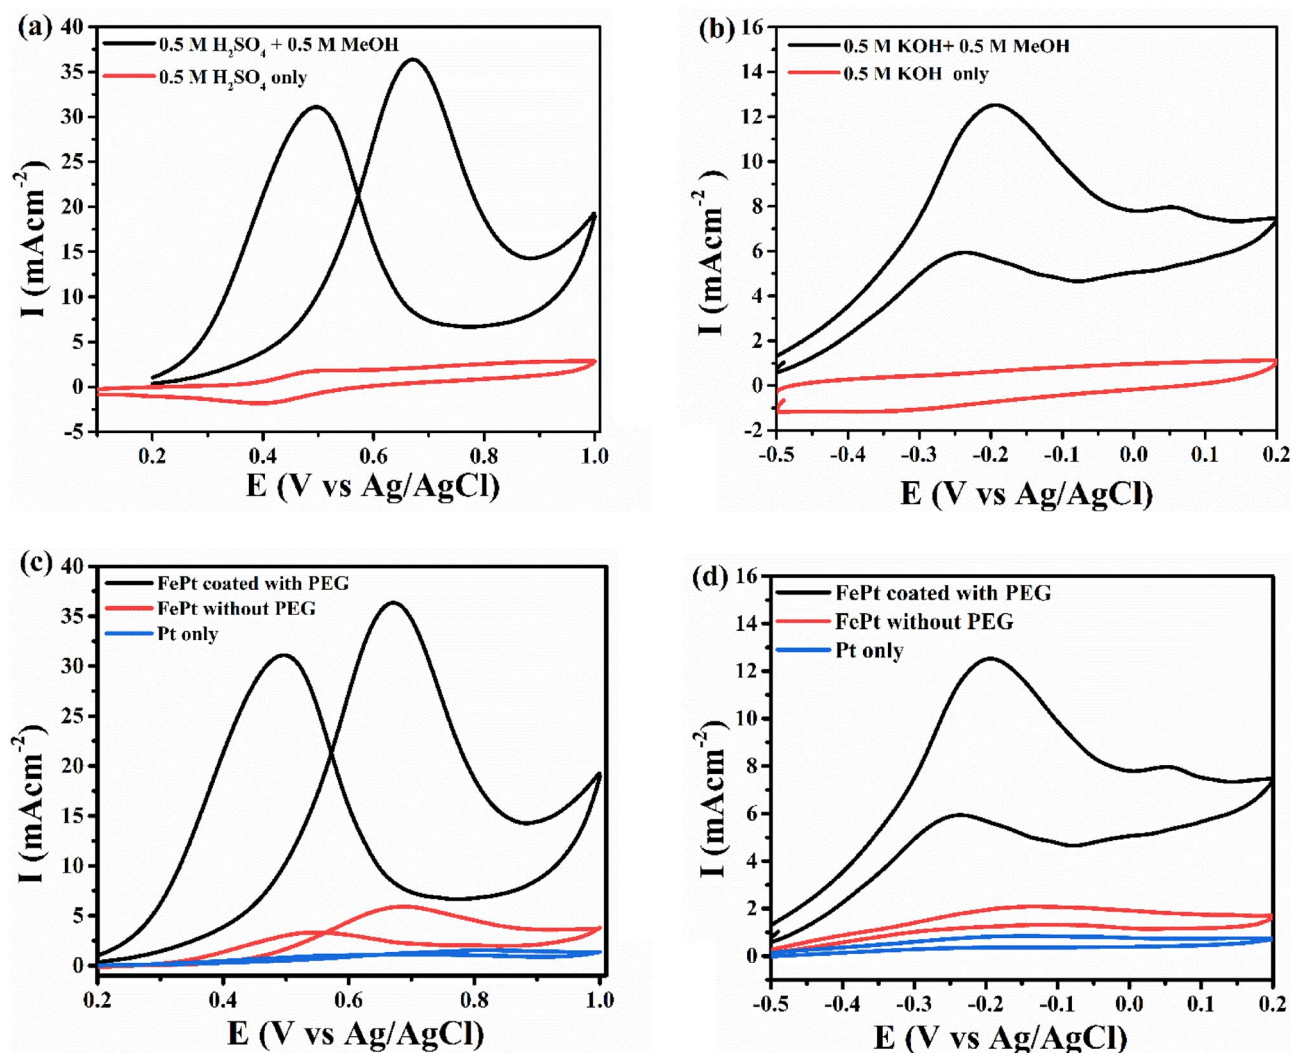 (a)
40
35
30
25
20
15
10
5
0
-5
I (mAcm⁻²)
0.5 M H₂SO₄ + 0.5 M MeOH
0.5 M H₂SO₄ only
0.2 0.4 0.6 0.8 1.0
E (V vs Ag/AgCl)
(b)
16
14
12
10
8
6
4
2
0
-2
I (mAcm⁻²)
0.5 M KOH+ 0.5 M MeOH
0.5 M KOH only
-0.5 -0.4 -0.3 -0.2 -0.1 0.0 0.1 0.2
E (V vs Ag/AgCl)
(c)
40
35
30
25
20
15
10
5
0
I (mAcm⁻²)
FePt coated with PEG
FePt without PEG
Pt only
0.2 0.4 0.6 0.8 1.0
E (V vs Ag/AgCl)
(d)
16
14
12
10
8
6
4
2
0
I (mAcm⁻²)
FePt coated with PEG
FePt without PEG
Pt only
-0.5 -0.4 -0.3 -0.2 -0.1 0.0 0.1 0.2
E (V vs Ag/AgCl)